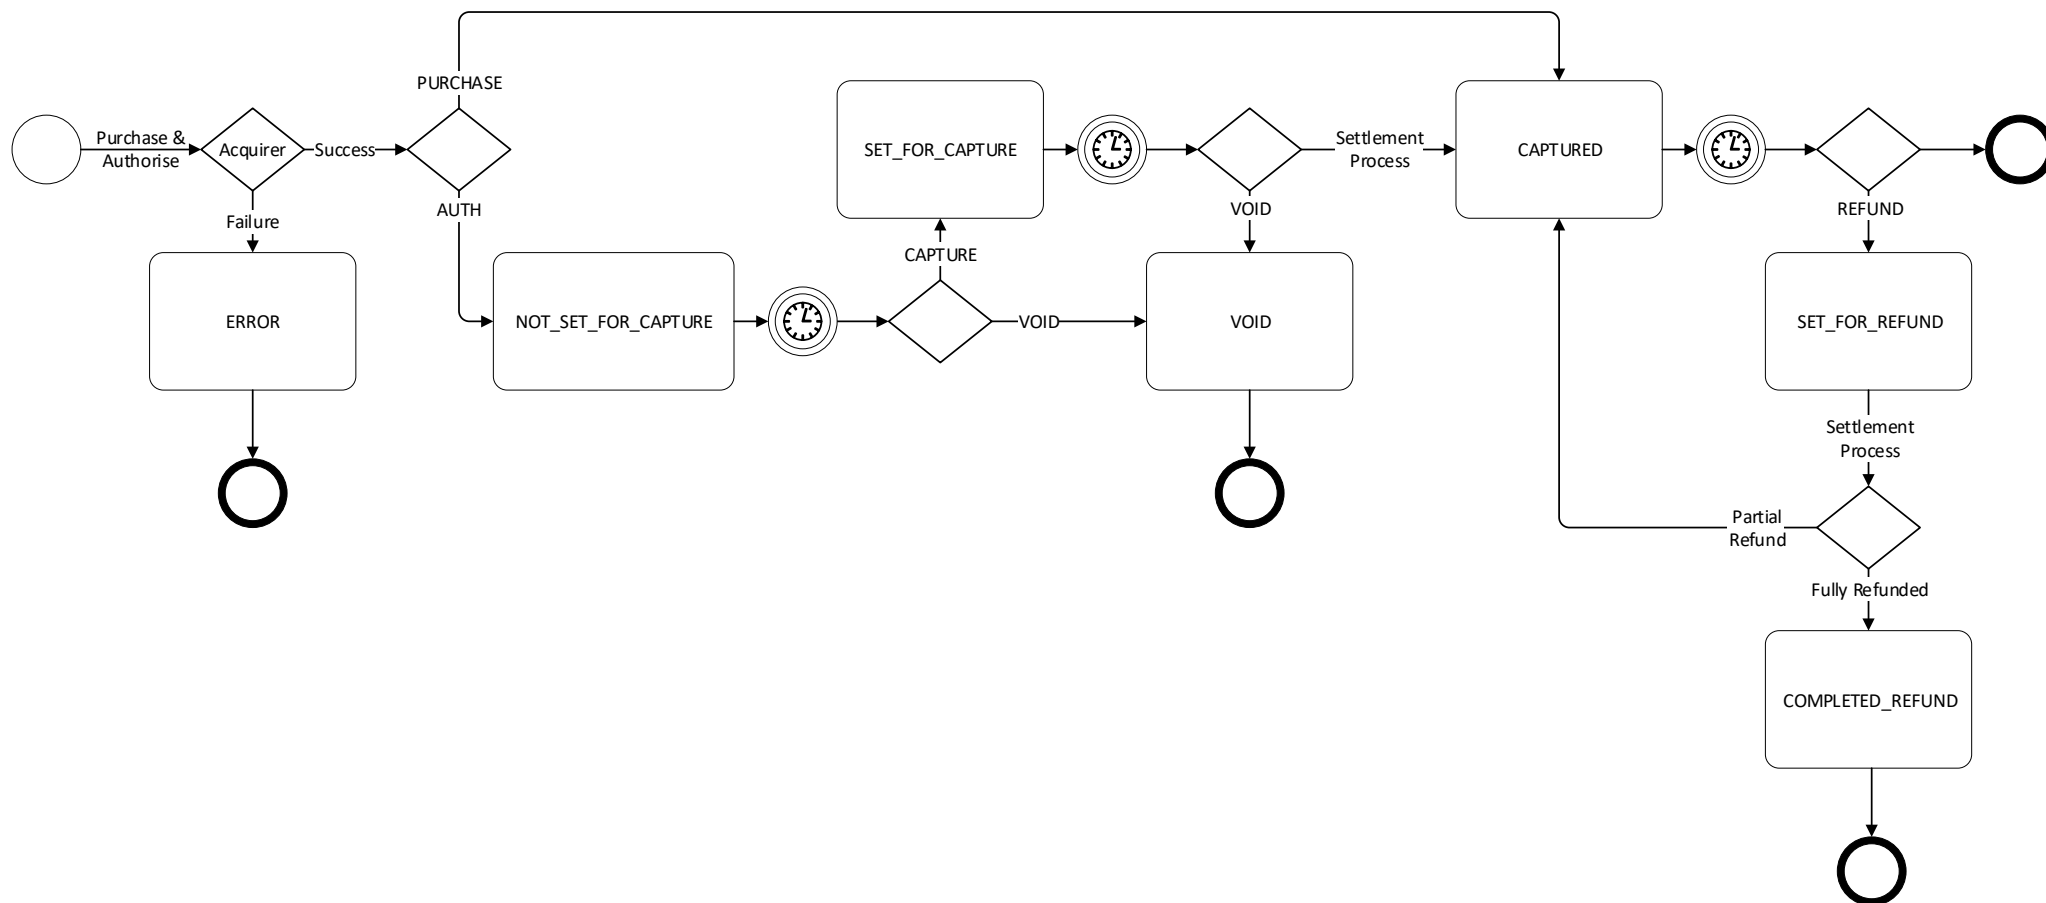 PURCHASE
Purchase &
Authorise
Acquirer
Success
SET_FOR_CAPTURE
Settlement
Process
CAPTURED
Failure
AUTH
VOID
REFUND
CAPTURE
ERROR
NOT_SET_FOR_CAPTURE
VOID
VOID
SET_FOR_REFUND
Settlement
Process
Partial
Refund
Fully Refunded
COMPLETED_REFUND